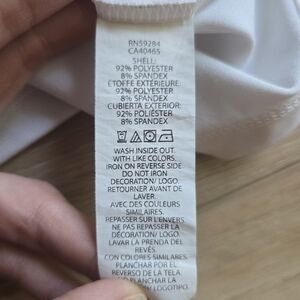 RN59284
CA40465
SHELL:
92% POLYESTER
8% SPANDEX
ÉTOFFE EXTÉRIEURE:
92% POLYESTER
8% SPANDEX
CUBIERTA EXTERIOR:
92% POLIÉSTER
8% SPANDEX
WASH INSIDE OUT.
WITH LIKE COLORS.
IRON ON REVERSE SIDE
DO NOT IRON
DECORATION/ LOGO.
RETOURNER AVANT DE
LAVER.
AVEC DES COULEURS
SIMILAIRES.
REPASSER SUR L'ENVERS
NE PAS REPASSER LA
DÉCORATION/ LOGO.
LAVAR LA PRENDA DEL
REVÉS.
CON COLORES SIMILARES.
PLANCHAR POR EL
REVERSO DE LA TELA
LOGOTIPO.